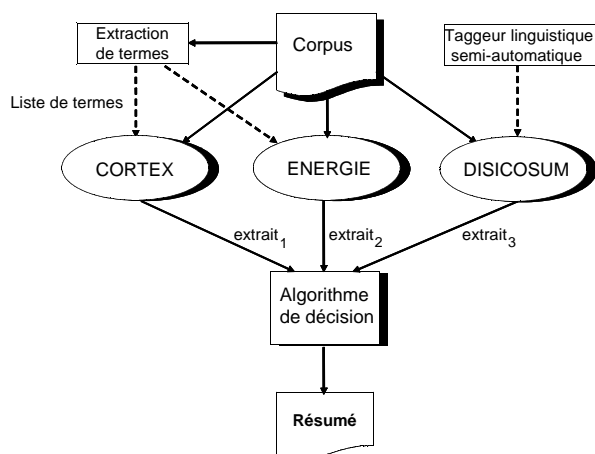 Extraction
de termes
Corpus
Taggeur linguistique
semi-automatique
Liste de termes
CORTEX
ENERGIE
DISICOSUM
extrait1
extrait2
extrait3
Algorithme
de décision
Résumé